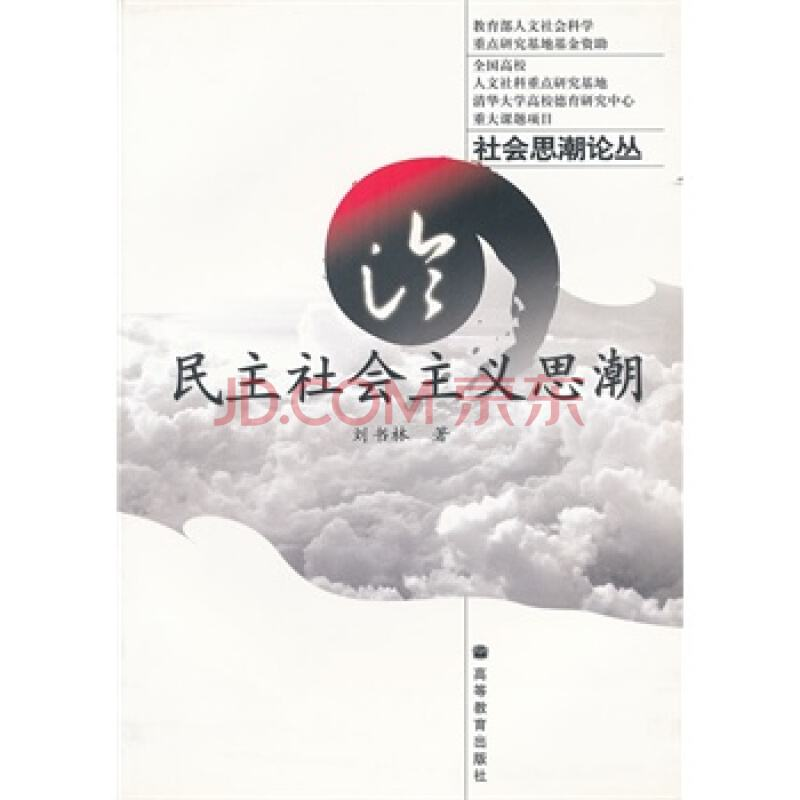 教育部人文社会科学
重点研究基地基金资助
全国高校
人文社科重点研究基地
清华大学高校德育研究中心
重大课题项目
社会思潮论丛
论
民主社会主义思潮
JD.COM 京东
刘书林 著
高等教育出版社